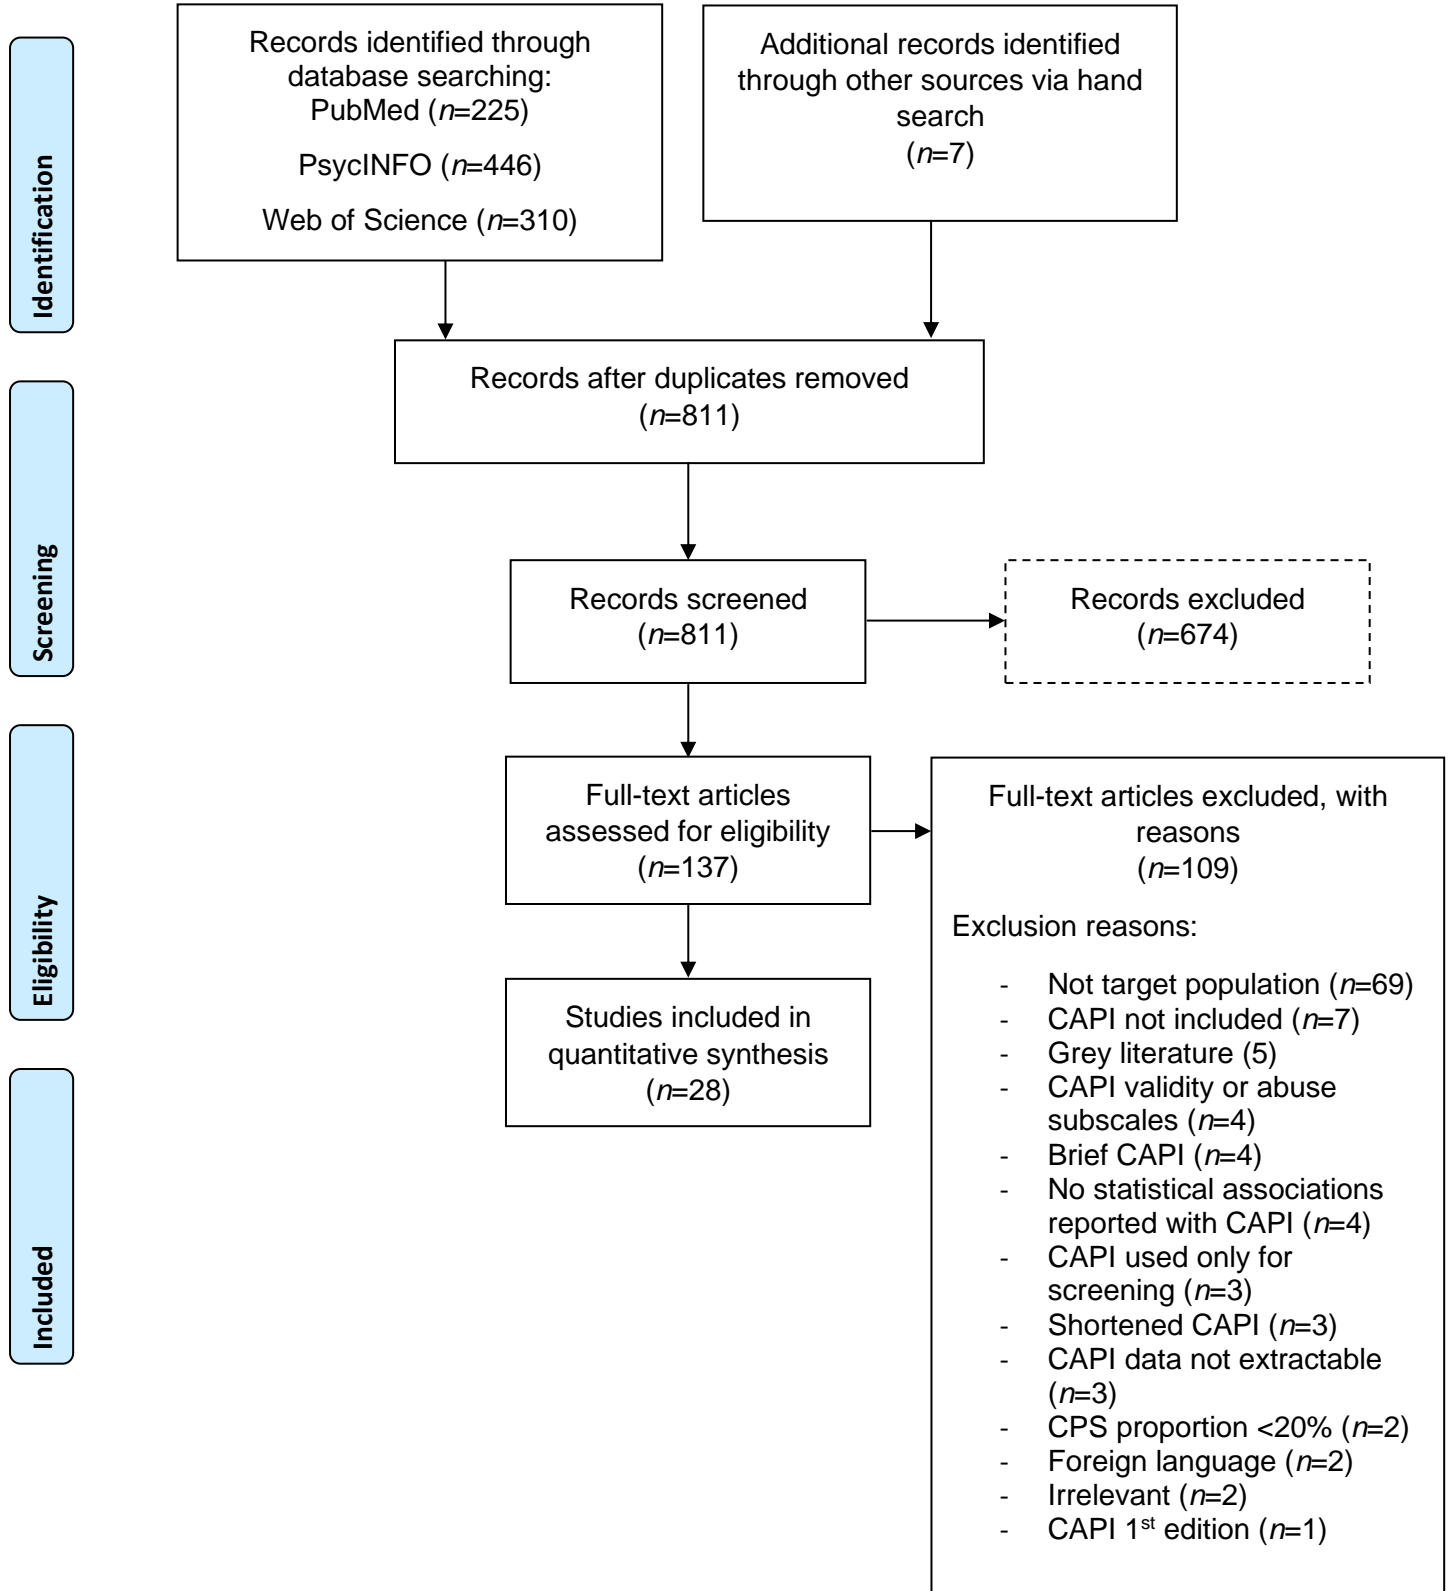 Identification
Records identified through
database searching:
PubMed (n=225)
PsycINFO (n=446)
Web of Science (n=310)
Additional records identified
through other sources via hand
search
(n=7)
Records after duplicates removed
(n=811)
Screening
Records screened
(n=811)
Records excluded
(n=674)
Eligibility
Full-text articles
assessed for eligibility
(n=137)
Full-text articles excluded, with
reasons
(n=109)
Exclusion reasons:
- Not target population (n=69)
- CAPI not included (n=7)
- Grey literature (5)
- CAPI validity or abuse
subscales (n=4)
- Brief CAPI (n=4)
- No statistical associations
reported with CAPI (n=4)
- CAPI used only for
screening (n=3)
- Shortened CAPI (n=3)
- CAPI data not extractable
(n=3)
- CPS proportion <20% (n=2)
- Foreign language (n=2)
- Irrelevant (n=2)
- CAPI 1st edition (n=1)
Included
Studies included in
quantitative synthesis
(n=28)